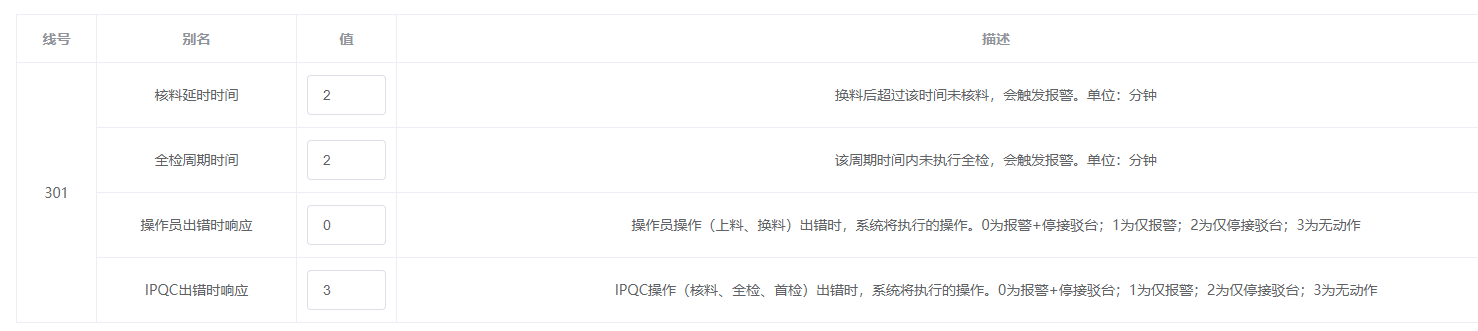 线号 别名 值 描述
核料延时时间 2 换料后超过该时间未核料，会触发报警。单位：分钟
全检周期时间 2 该周期时间内未执行全检，会触发报警。单位：分钟
301
操作员出错时响应 0 操作员操作（上料、换料）出错时，系统将执行的操作。0为报警+停接驳台；1为仅报警；2为仅停接驳台；3为无动作
IPQC出错时响应 3 IPQC操作（核料、全检、首检）出错时，系统将执行的操作。0为报警+停接驳台；1为仅报警；2为仅停接驳台；3为无动作